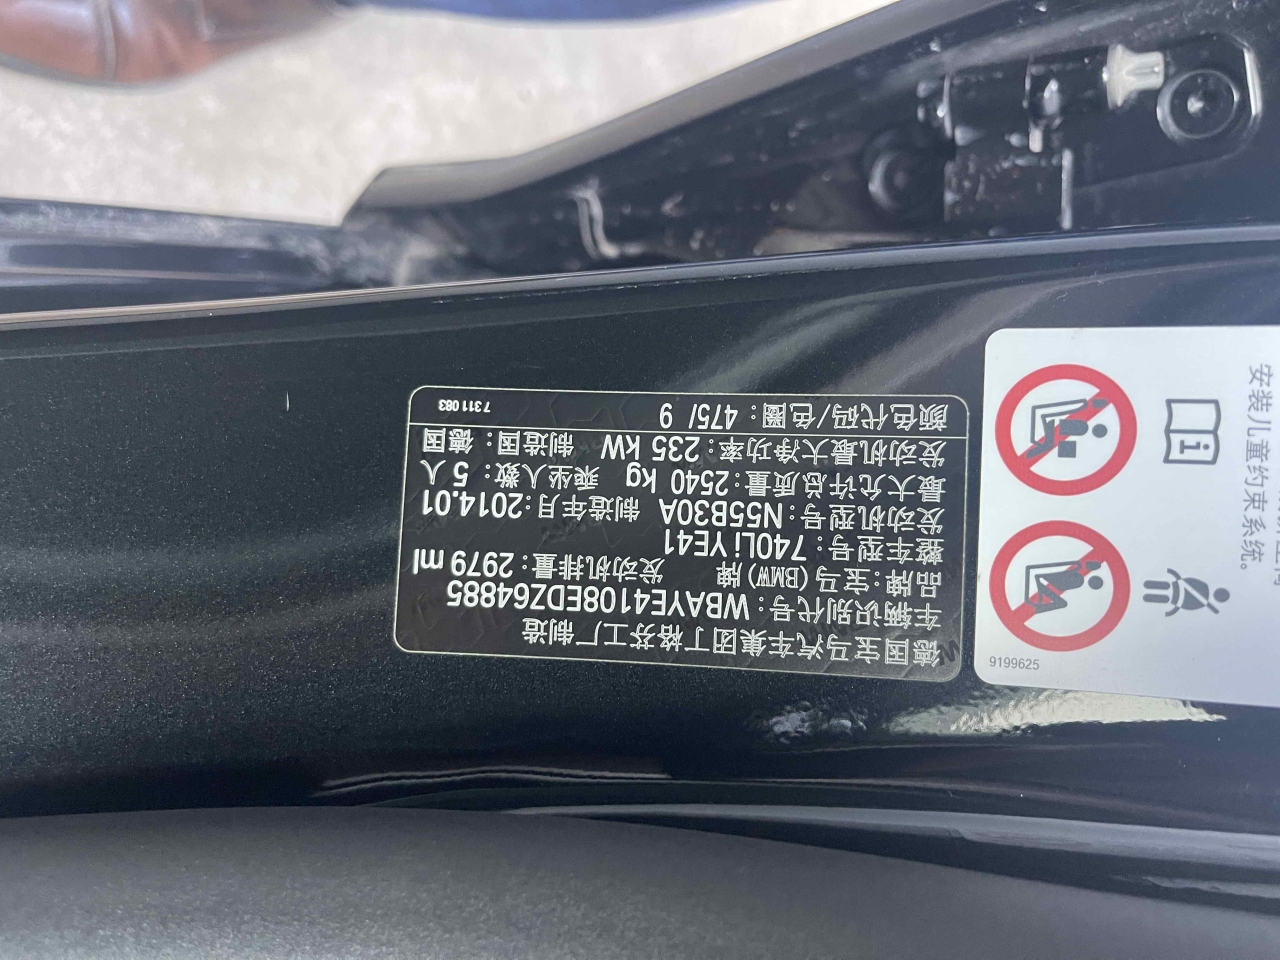 德国宝马汽车集团丁格芬工厂制造
车辆识别代号：WBAYE4108EDZ64885
品牌：宝马(BMW)牌 发动机排量：2979 ml
整车型号：740Li YE41
发动机型号：N55B30A 制造年月：2014.01
最大允许总质量：2540 kg 乘坐人数：5 人
发动机最大净功率：235 kW 制造国：德国
颜色代码/色圈：475/ 9 7 311 083
9199625
安装儿童约束系统。